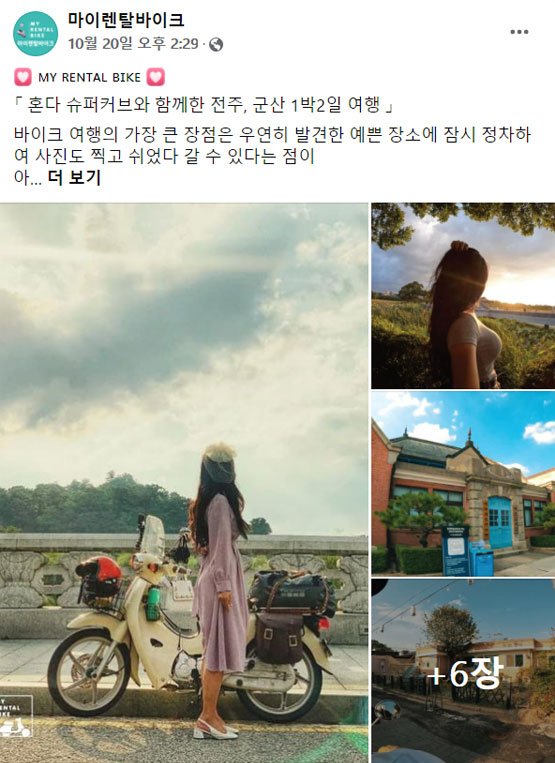 MY
RENTAL
BIKE
마이렌탈바이크
마이렌탈바이크
10월 20일 오후 2:29 ·
MY RENTAL BIKE
「 혼다 슈퍼커브와 함께한 전주, 군산 1박2일 여행 」
바이크 여행의 가장 큰 장점은 우연히 발견한 예쁜 장소에 잠시 정차하
여 사진도 찍고 쉬었다 갈 수 있다는 점이
아... 더 보기
+6장
MY
RENTAL
BIKE